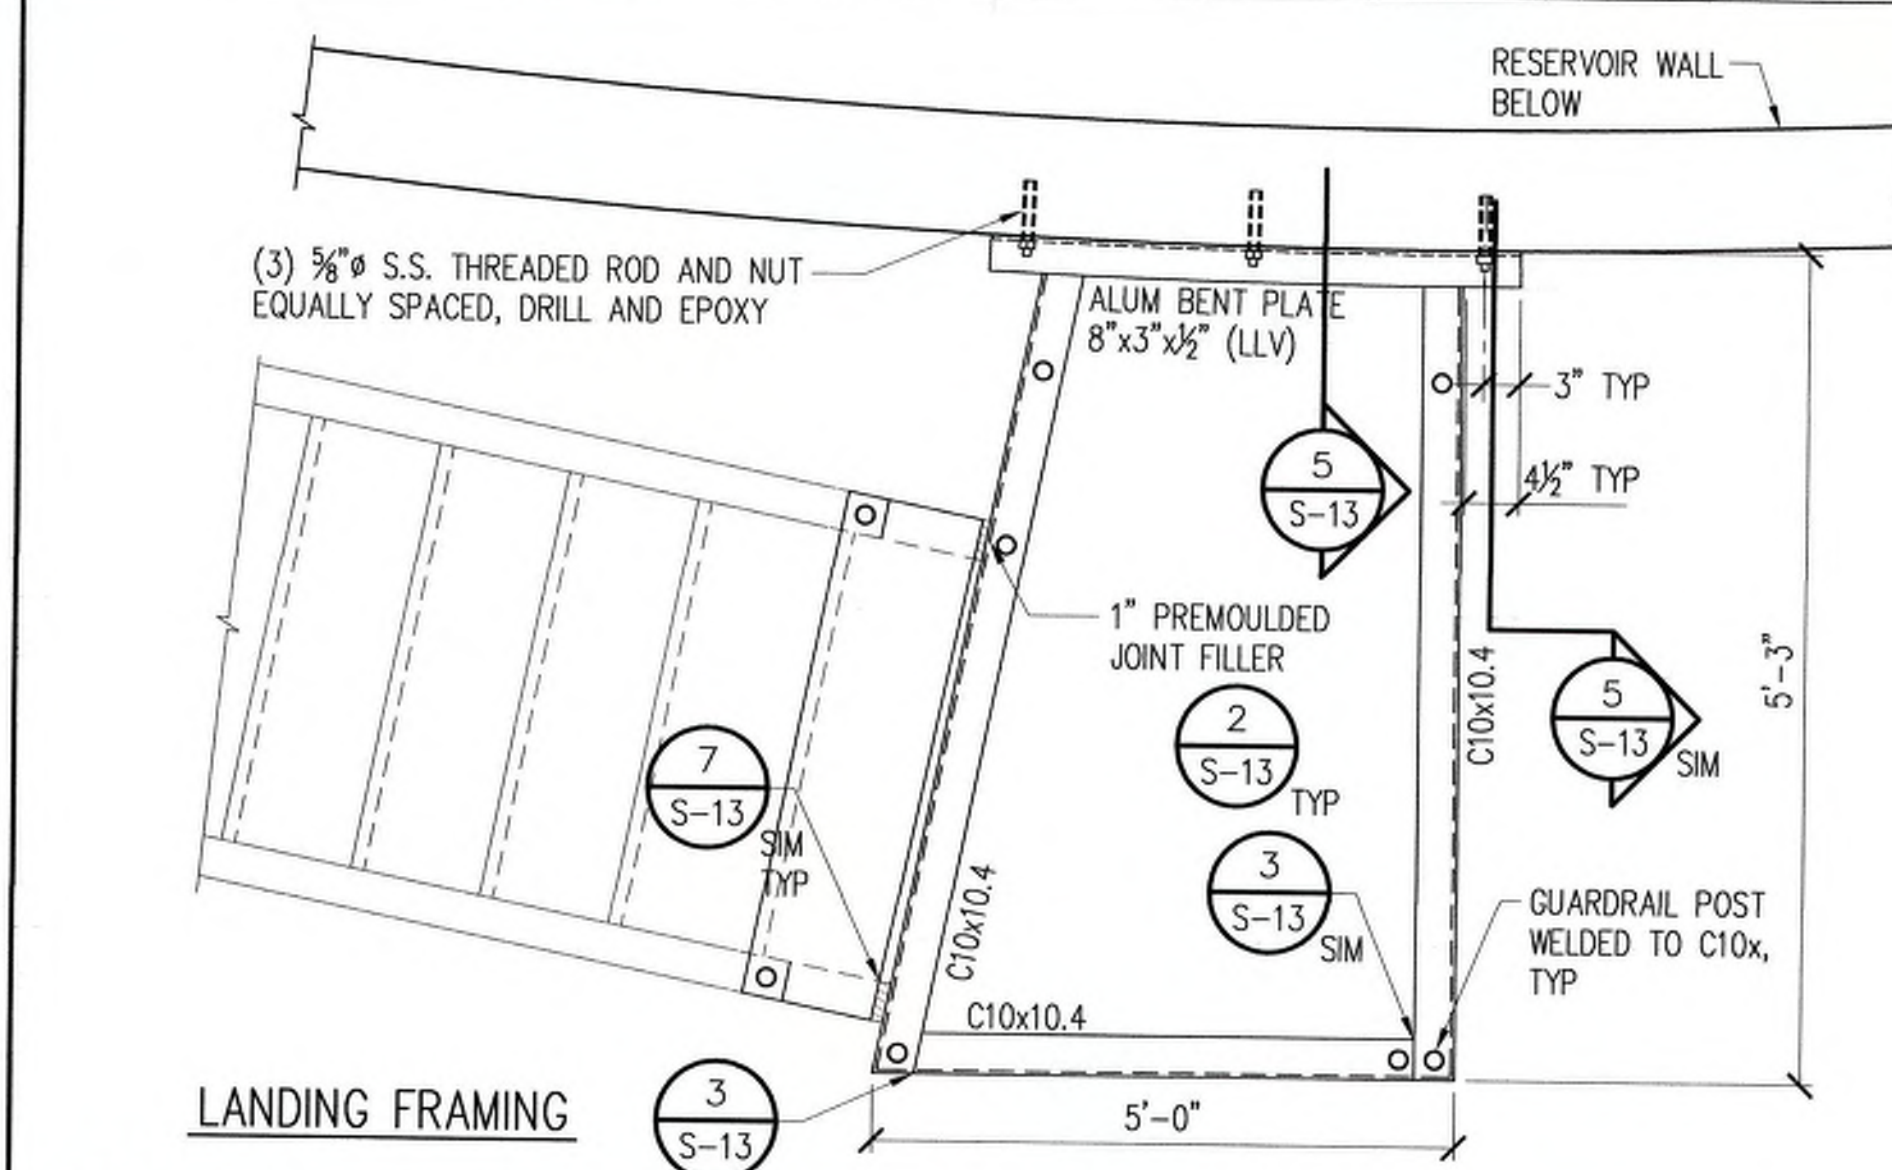 RESERVOIR WALL
BELOW
(3) ⅝"ø S.S. THREADED ROD AND NUT
EQUALLY SPACED, DRILL AND EPOXY
ALUM BENT PLATE
8"x3"x½" (LLV)
3" TYP
4½" TYP
5
S-13
1" PREMOULDED
JOINT FILLER
C10x10.4
5'-3"
5
S-13
SIM
2
S-13
TYP
7
S-13
SIM
TYP
3
S-13
SIM
C10x10.4
GUARDRAIL POST
WELDED TO C10x,
TYP
C10x10.4
LANDING FRAMING
3
S-13
5'-0"